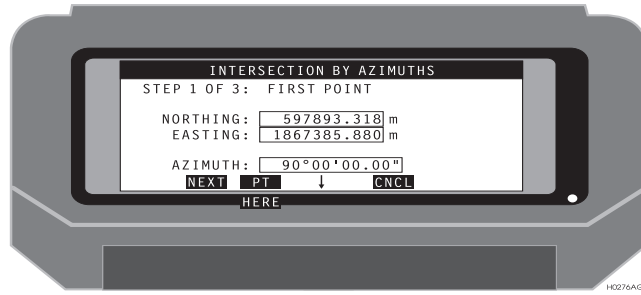 INTERSECTION BY AZIMUTHS
STEP 1 OF 3: FIRST POINT
NORTHING: 597893.318 m
EASTING: 1867385.880 m
AZIMUTH: 90°00'00.00"
NEXT PT ↓ CNCL
HERE
H0276AG